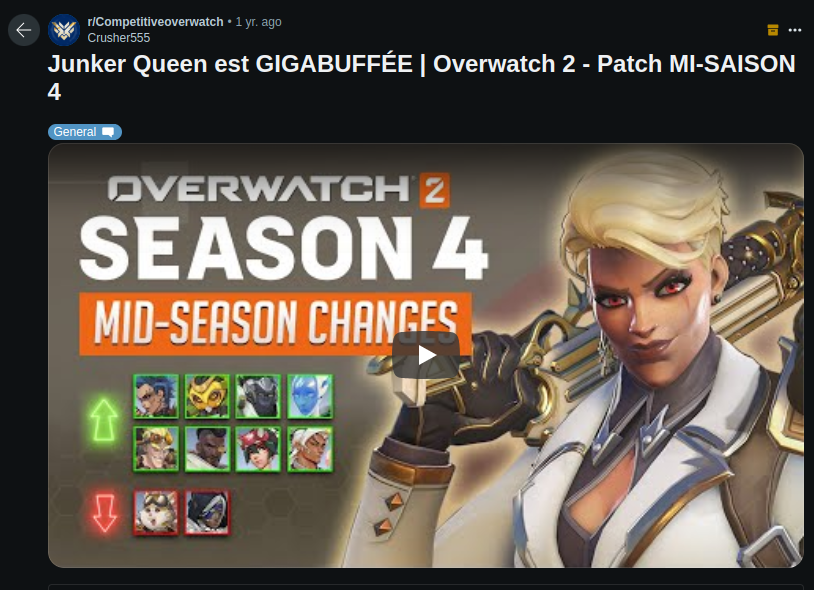 r/Competitiveoverwatch • 1 yr. ago
Crusher555
Junker Queen est GIGABUFFÉE | Overwatch 2 - Patch MI-SAISON
4
General
OVERWATCH 2
SEASON 4
MID-SEASON CHANGES